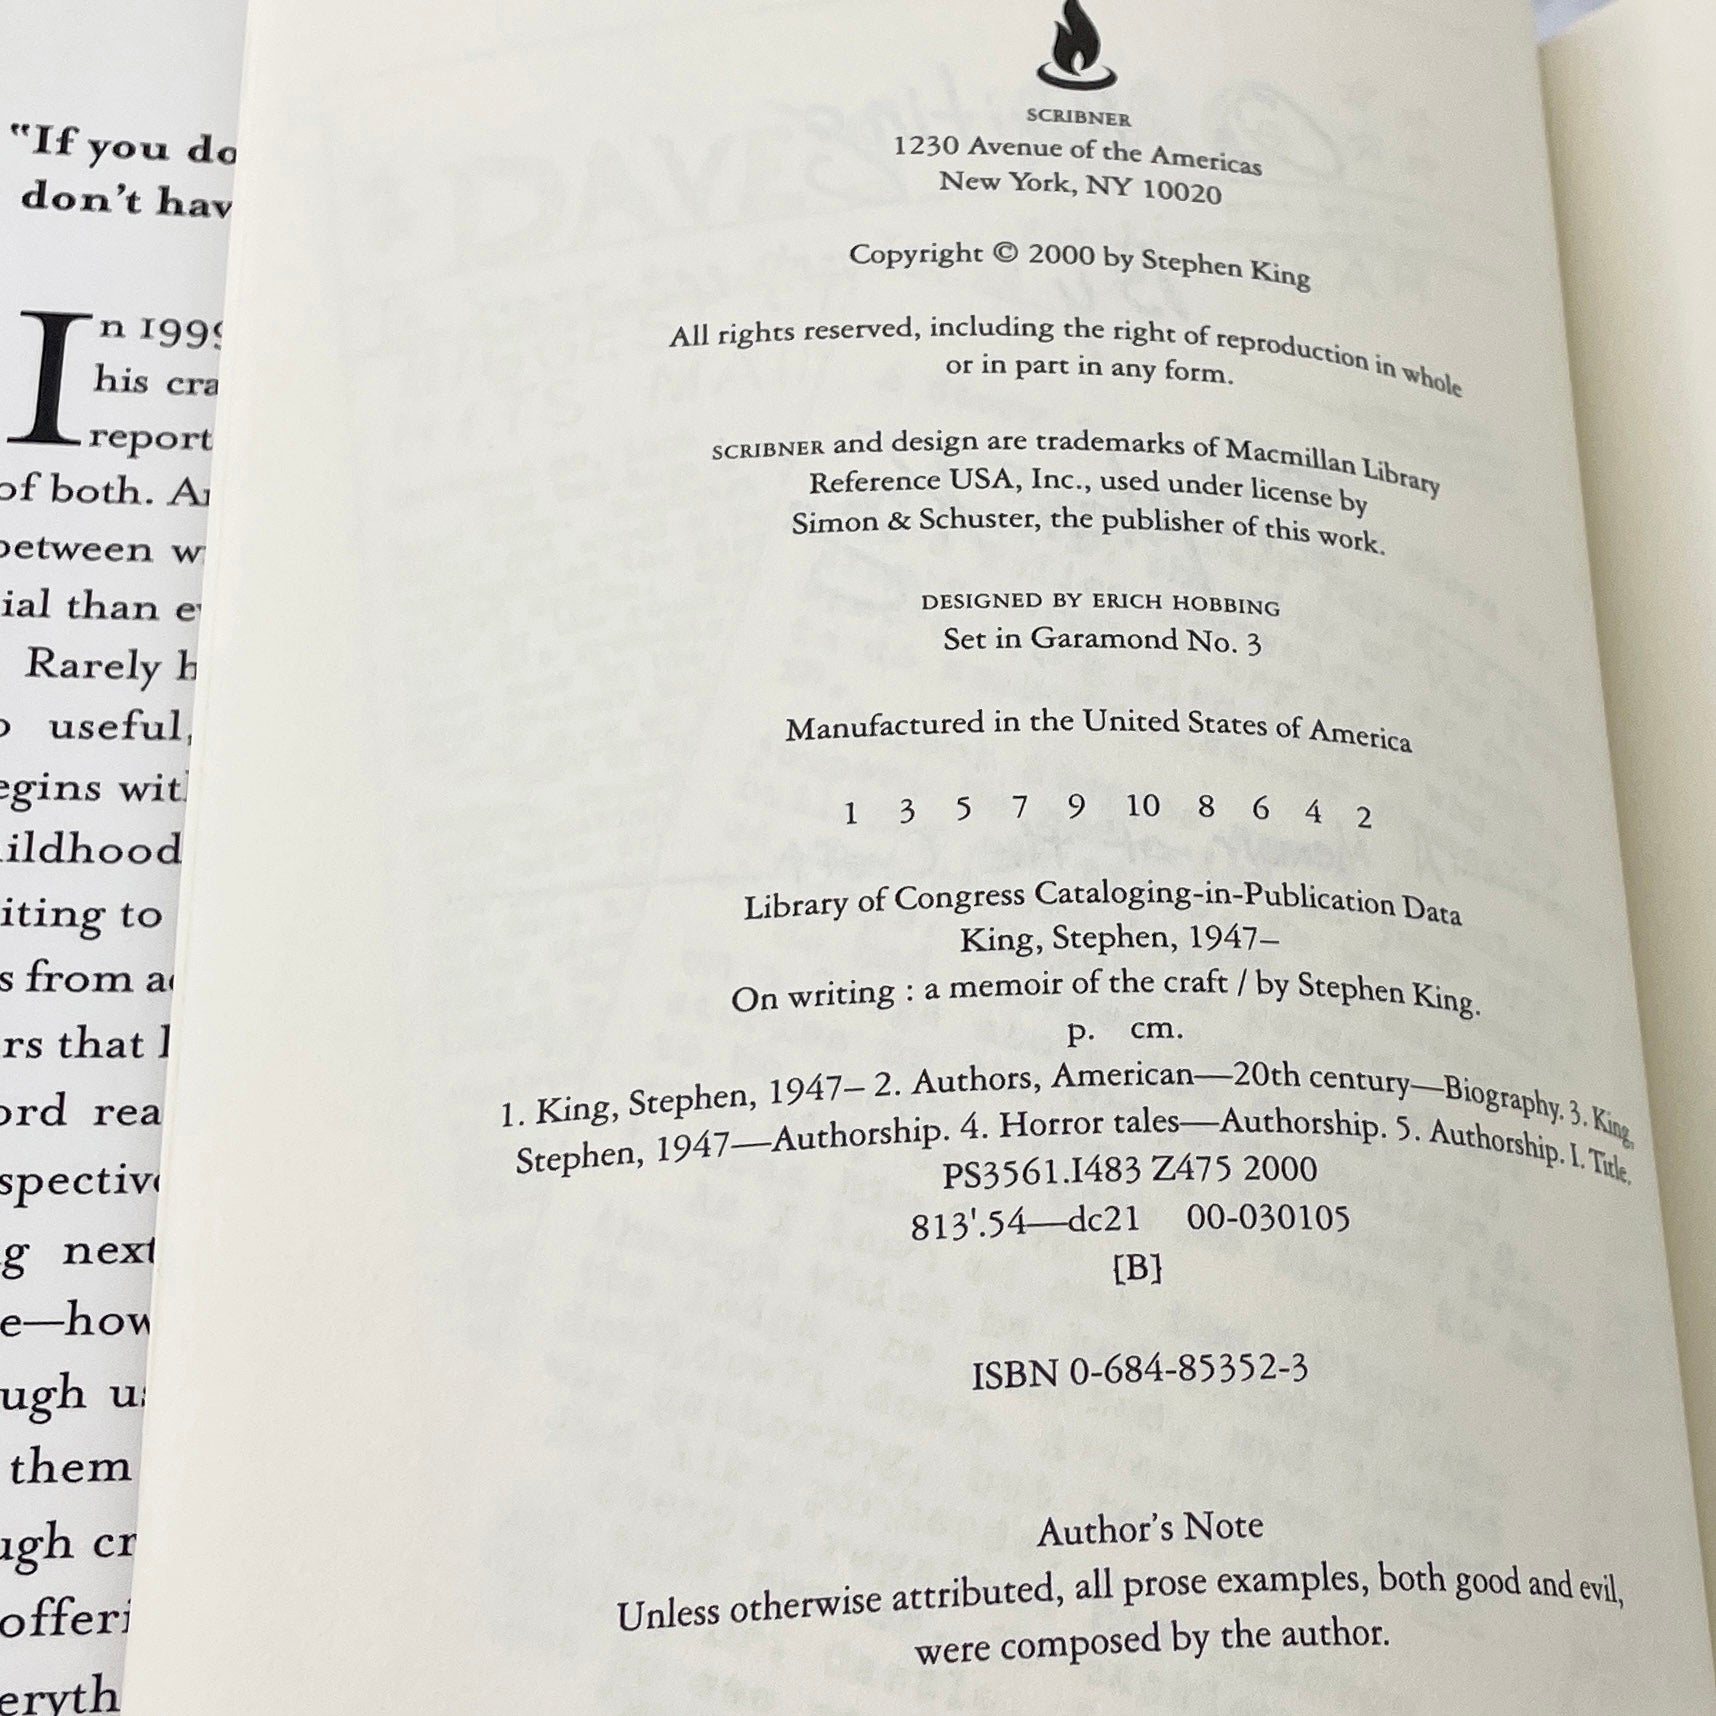 "If you do
don't hav
In 1999
his cra
report
of both. A
between w
ial than e
Rarely h
useful,
egins wit
ildhood
iting to
s from a
rs that
ord rea
spective
g next
e—how
ugh u
them
ugh cr
offeri
eryth
SCRIBNER
1230 Avenue of the Americas
New York, NY 10020
Copyright © 2000 by Stephen King
All rights reserved, including the right of reproduction in whole
or in part in any form.
SCRIBNER and design are trademarks of Macmillan Library
Reference USA, Inc., used under license by
Simon & Schuster, the publisher of this work.
DESIGNED BY ERICH HOBBING
Set in Garamond No. 3
Manufactured in the United States of America
1 3 5 7 9 10 8 6 4 2
Library of Congress Cataloging-in-Publication Data
King, Stephen, 1947–
On writing : a memoir of the craft / by Stephen King.
p. cm.
1. King, Stephen, 1947– 2. Authors, American—20th century—Biography. 3. King,
Stephen, 1947—Authorship. 4. Horror tales—Authorship. 5. Authorship. I. Title.
PS3561.I483 Z475 2000
813'.54—dc21 00-030105
[B]
ISBN 0-684-85352-3
Author's Note
Unless otherwise attributed, all prose examples, both good and evil,
were composed by the author.